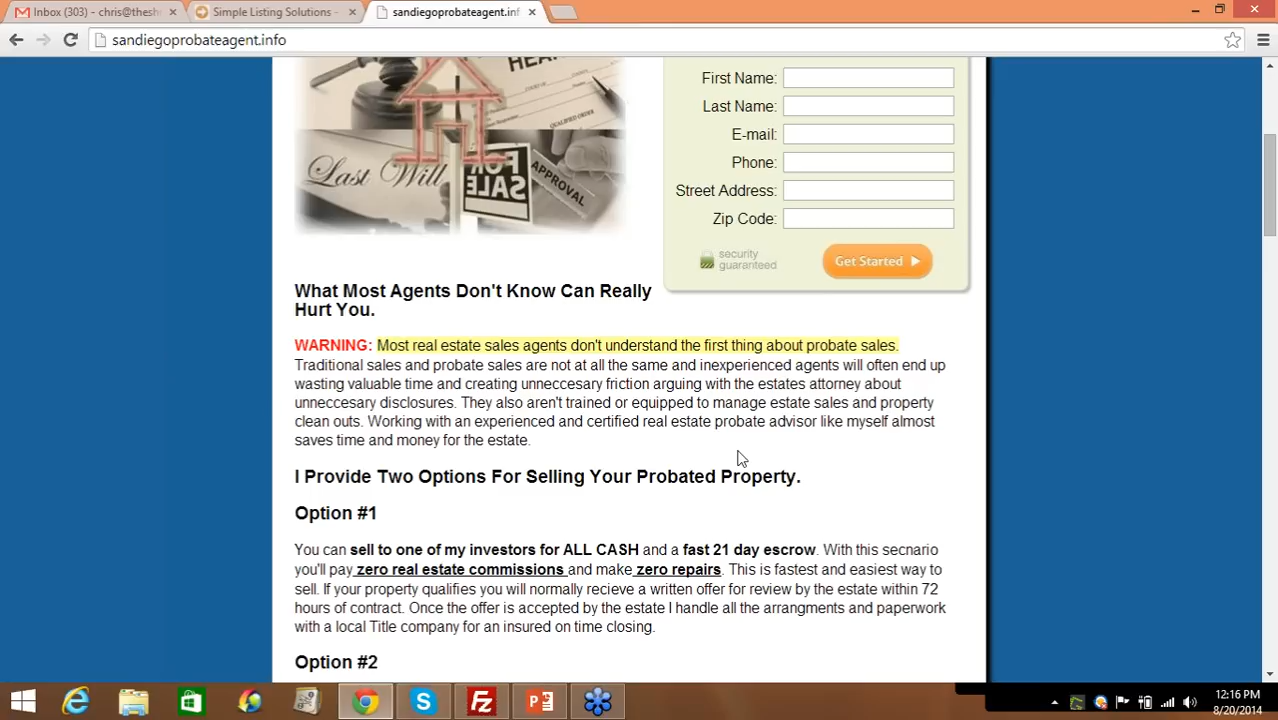 Inbox (303) - chris@thesh
Simple Listing Solutions -
sandiegoprobateagent.inf
sandiegoprobateagent.info
HEA
Last Will
FOR
SALE
APPROVAL
First Name:
Last Name:
E-mail:
Phone:
Street Address:
Zip Code:
security
guaranteed
Get Started
What Most Agents Don't Know Can Really
Hurt You.
WARNING: Most real estate sales agents don't understand the first thing about probate sales.
Traditional sales and probate sales are not at all the same and inexperienced agents will often end up
wasting valuable time and creating unneccesary friction arguing with the estates attorney about
unneccesary disclosures. They also aren't trained or equipped to manage estate sales and property
clean outs. Working with an experienced and certified real estate probate advisor like myself almost
saves time and money for the estate.
I Provide Two Options For Selling Your Probated Property.
Option #1
You can sell to one of my investors for ALL CASH and a fast 21 day escrow. With this secnario
you'll pay zero real estate commissions and make zero repairs. This is fastest and easiest way to
sell. If your property qualifies you will normally recieve a written offer for review by the estate within 72
hours of contract. Once the offer is accepted by the estate I handle all the arrangments and paperwork
with a local Title company for an insured on time closing.
Option #2
12:16 PM
8/20/2014